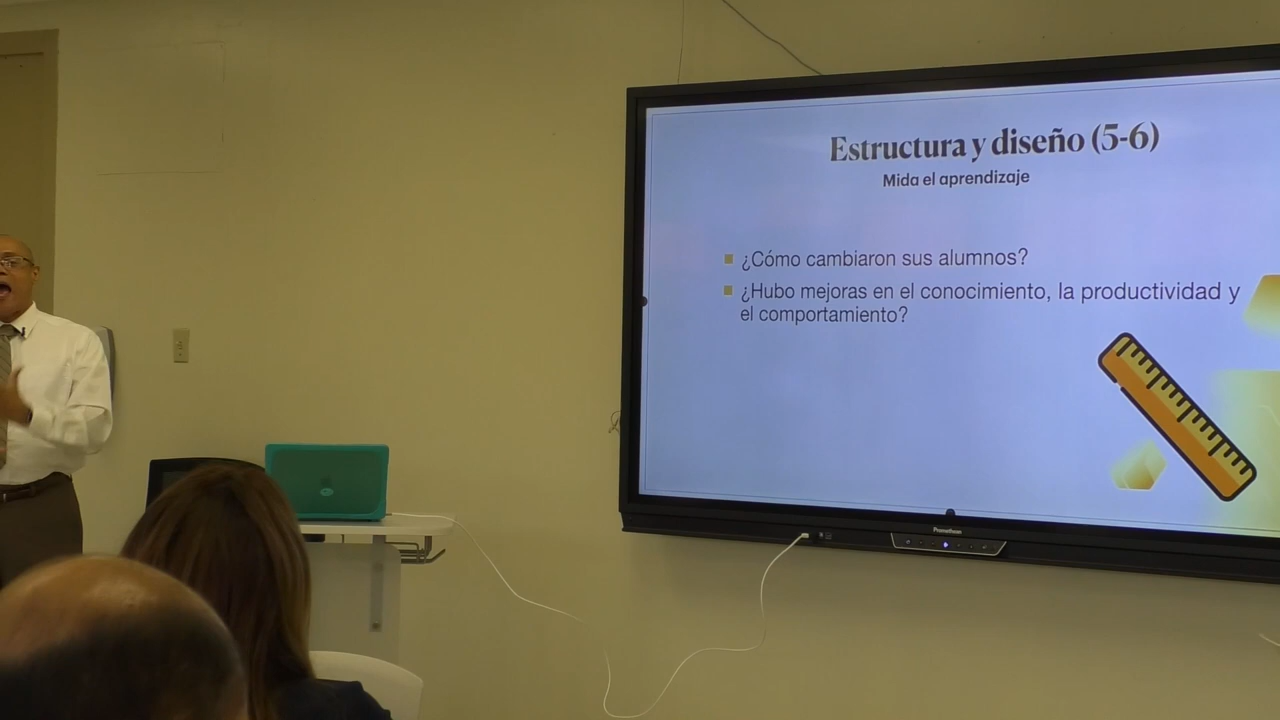 Estructura y diseño (5-6)
Mida el aprendizaje
¿Cómo cambiaron sus alumnos?
¿Hubo mejoras en el conocimiento, la productividad y
el comportamiento?
Promethean